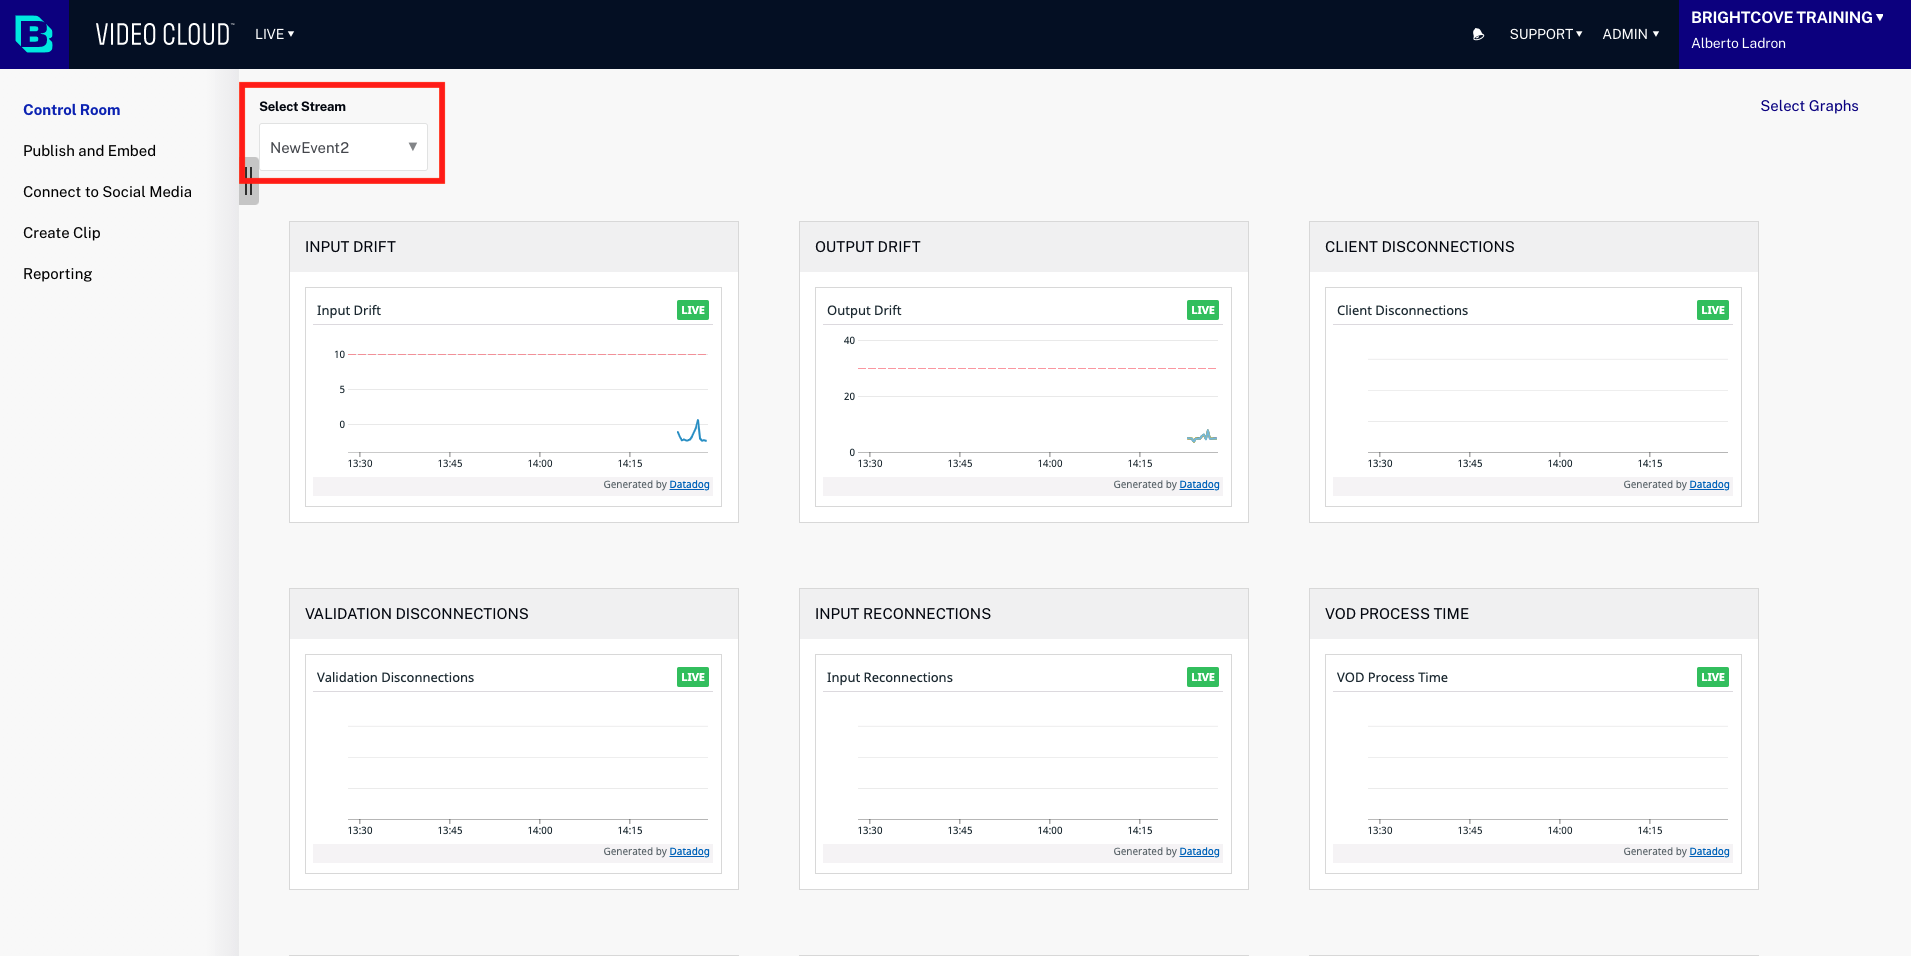 VIDEO CLOUD
LIVE
SUPPORT
ADMIN
BRIGHTCOVE TRAINING
Alberto Ladron
Control Room
Publish and Embed
Connect to Social Media
Create Clip
Reporting
Select Stream
NewEvent2
Select Graphs
INPUT DRIFT
Input Drift
LIVE
10
5
0
13:30 13:45 14:00 14:15
Generated by Datadog
OUTPUT DRIFT
Output Drift
LIVE
40
20
0
13:30 13:45 14:00 14:15
Generated by Datadog
CLIENT DISCONNECTIONS
Client Disconnections
LIVE
13:30 13:45 14:00 14:15
Generated by Datadog
VALIDATION DISCONNECTIONS
Validation Disconnections
LIVE
13:30 13:45 14:00 14:15
Generated by Datadog
INPUT RECONNECTIONS
Input Reconnections
LIVE
13:30 13:45 14:00 14:15
Generated by Datadog
VOD PROCESS TIME
VOD Process Time
LIVE
13:30 13:45 14:00 14:15
Generated by Datadog